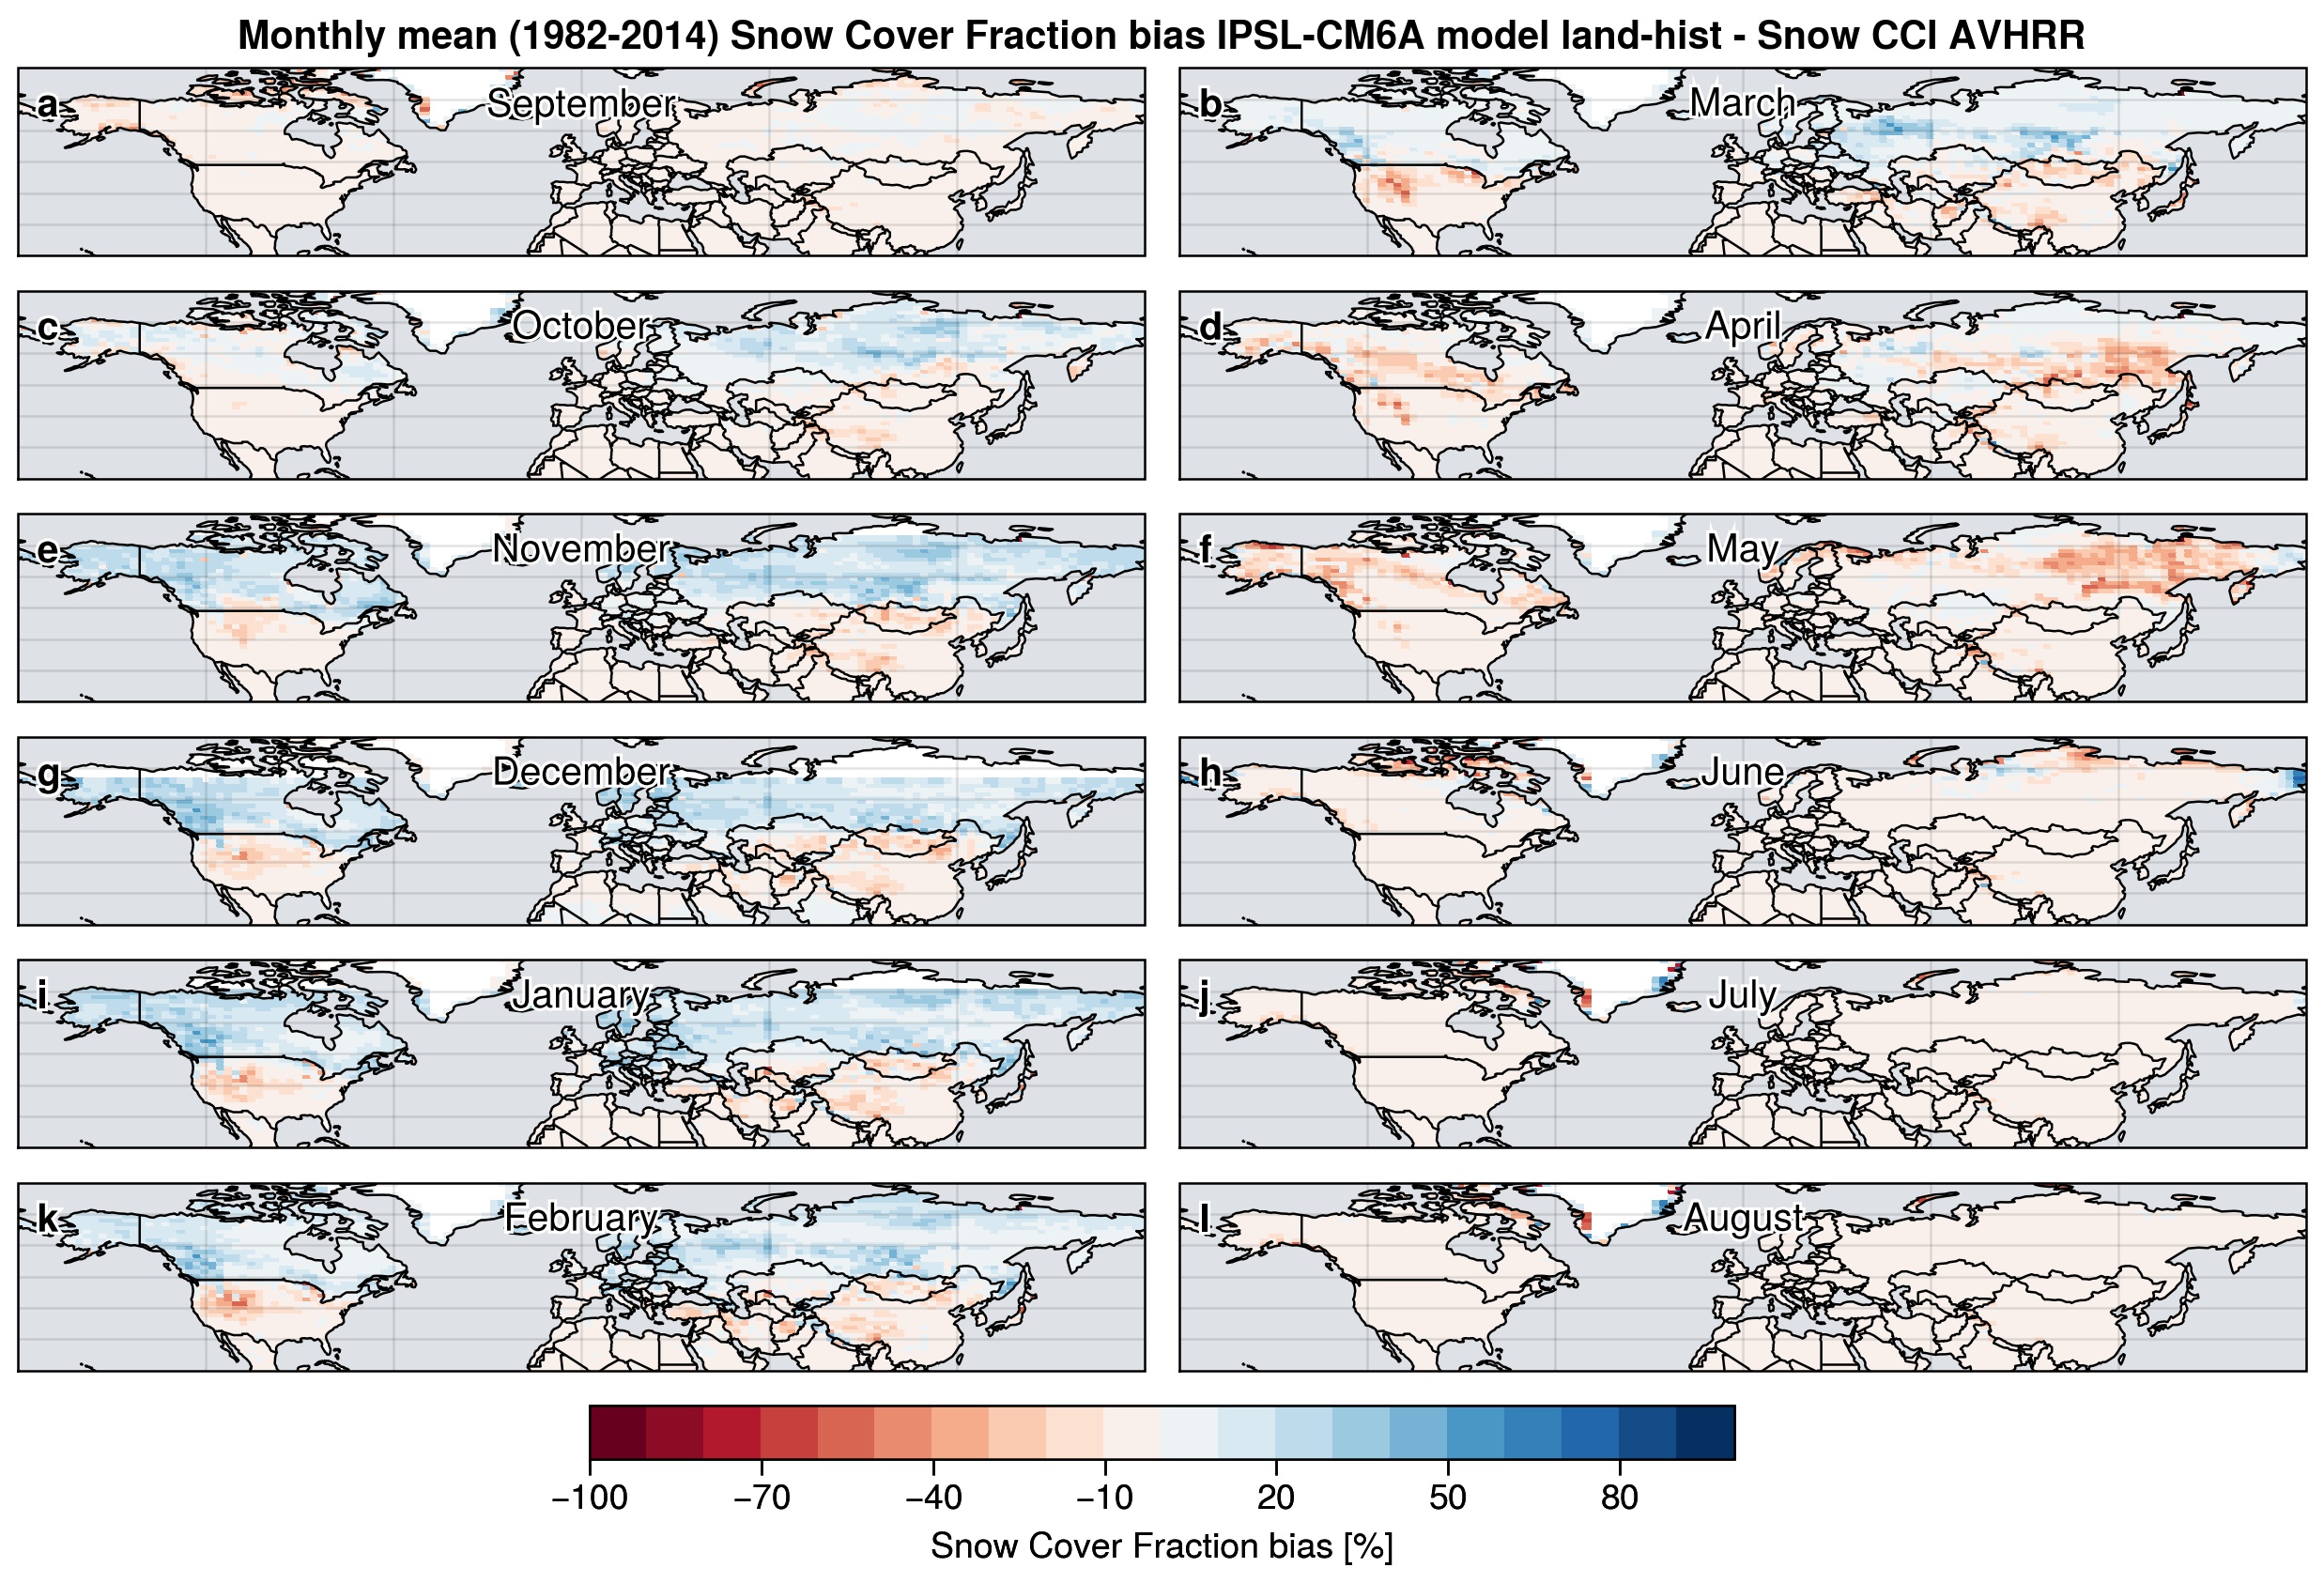 Monthly mean (1982-2014) Snow Cover Fraction bias IPSL-CM6A model land-hist - Snow CCI AVHRR
a September
b March
c October
d April
e November
f May
g December
h June
i January
j July
k February
l August
−100 −70 −40 −10 20 50 80
Snow Cover Fraction bias [%]